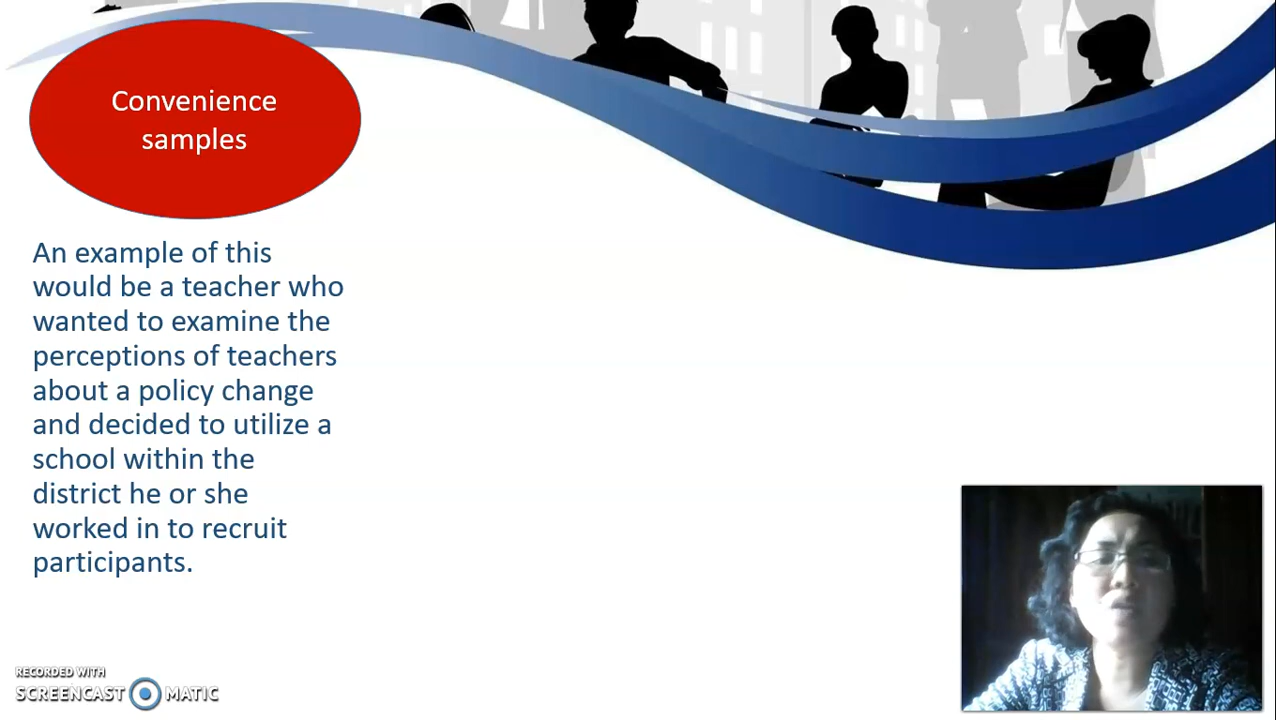 Convenience
samples
An example of this
would be a teacher who
wanted to examine the
perceptions of teachers
about a policy change
and decided to utilize a
school within the
district he or she
worked in to recruit
participants.
RECORDED WITH
SCREENCAST MATIC